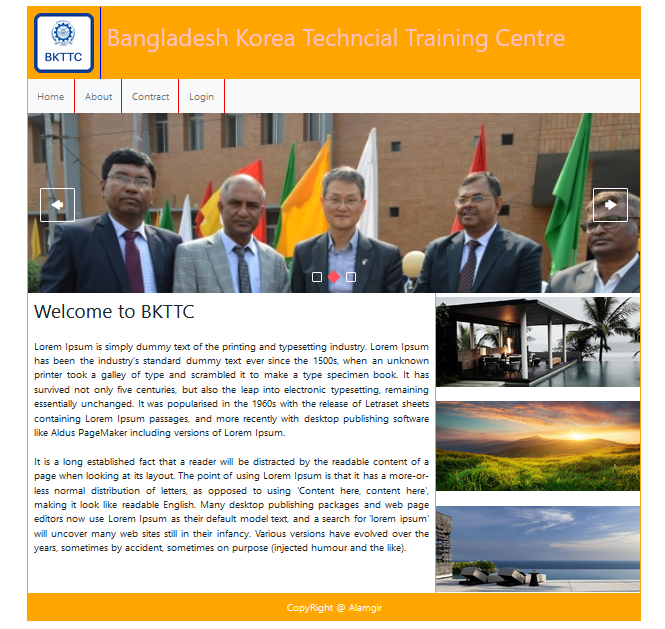 BKTTC
Bangladesh Korea Techncial Training Centre
Home
About
Contract
Login
Welcome to BKTTC
Lorem Ipsum is simply dummy text of the printing and typesetting industry. Lorem Ipsum
has been the industry's standard dummy text ever since the 1500s, when an unknown
printer took a galley of type and scrambled it to make a type specimen book. It has
survived not only five centuries, but also the leap into electronic typesetting, remaining
essentially unchanged. It was popularised in the 1960s with the release of Letraset sheets
containing Lorem Ipsum passages, and more recently with desktop publishing software
like Aldus PageMaker including versions of Lorem Ipsum.
It is a long established fact that a reader will be distracted by the readable content of a
page when looking at its layout. The point of using Lorem Ipsum is that it has a more-or-
less normal distribution of letters, as opposed to using 'Content here, content here',
making it look like readable English. Many desktop publishing packages and web page
editors now use Lorem Ipsum as their default model text, and a search for 'lorem ipsum'
will uncover many web sites still in their infancy. Various versions have evolved over the
years, sometimes by accident, sometimes on purpose (injected humour and the like).
CopyRight @ Alamgir